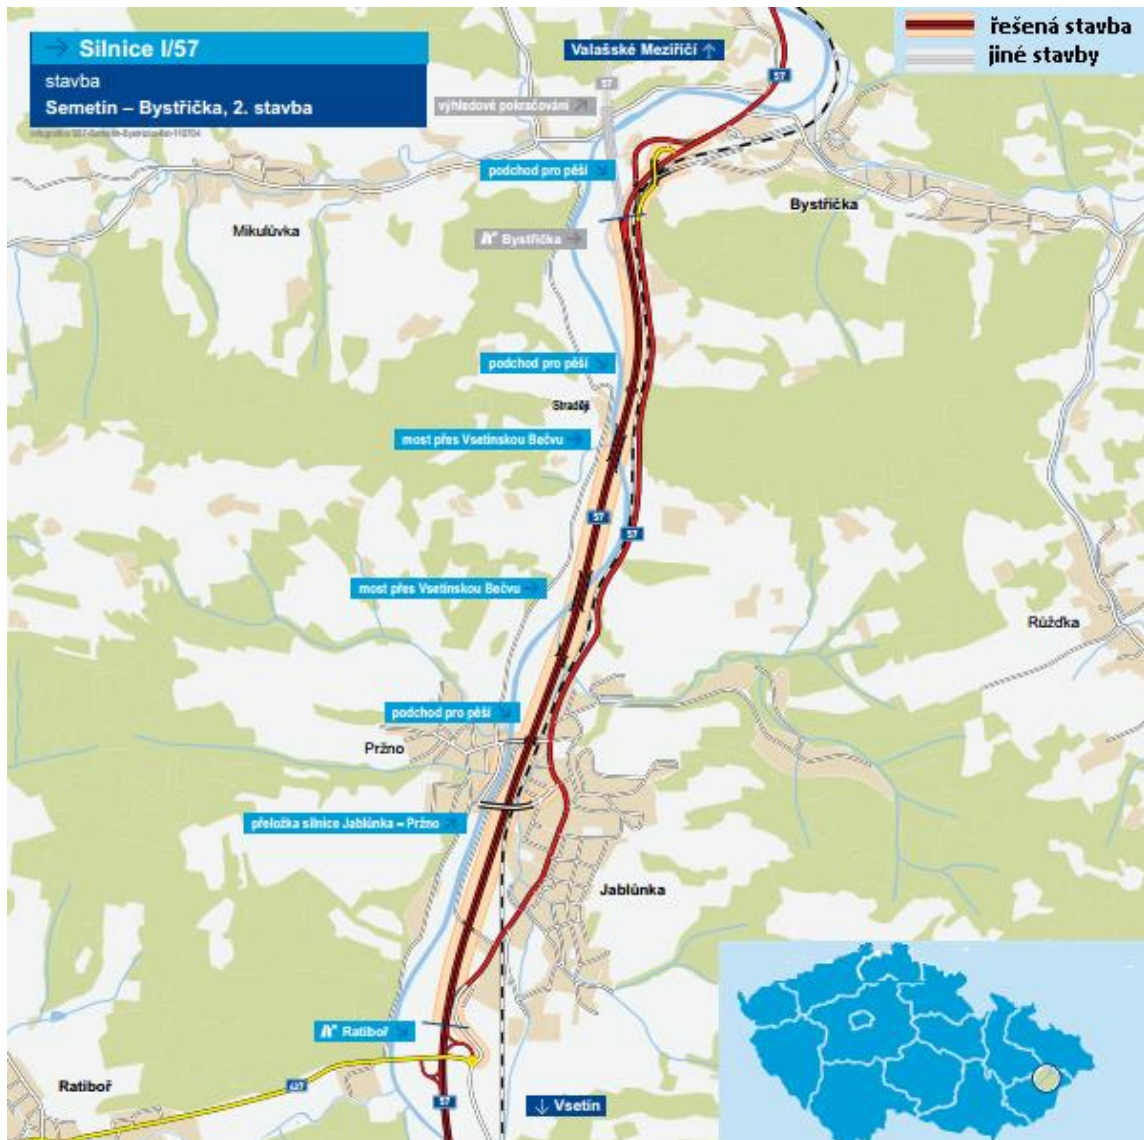 → Silnice I/57
stavba
Semetín – Bystřička, 2. stavba
řešená stavba
jiné stavby
Valašské Meziříčí ↑
57
57
výhledové pokračování
podchod pro pěší
Bystřička
Mikulůvka
Bystřička
podchod pro pěší
most přes Vsetínskou Bečvu
57
57
most přes Vsetínskou Bečvu
Růžďka
podchod pro pěší
Pržno
přeložka silnice Jablůnka – Pržno
Jablůnka
Ratiboř
Ratiboř
437
57
↓ Vsetín